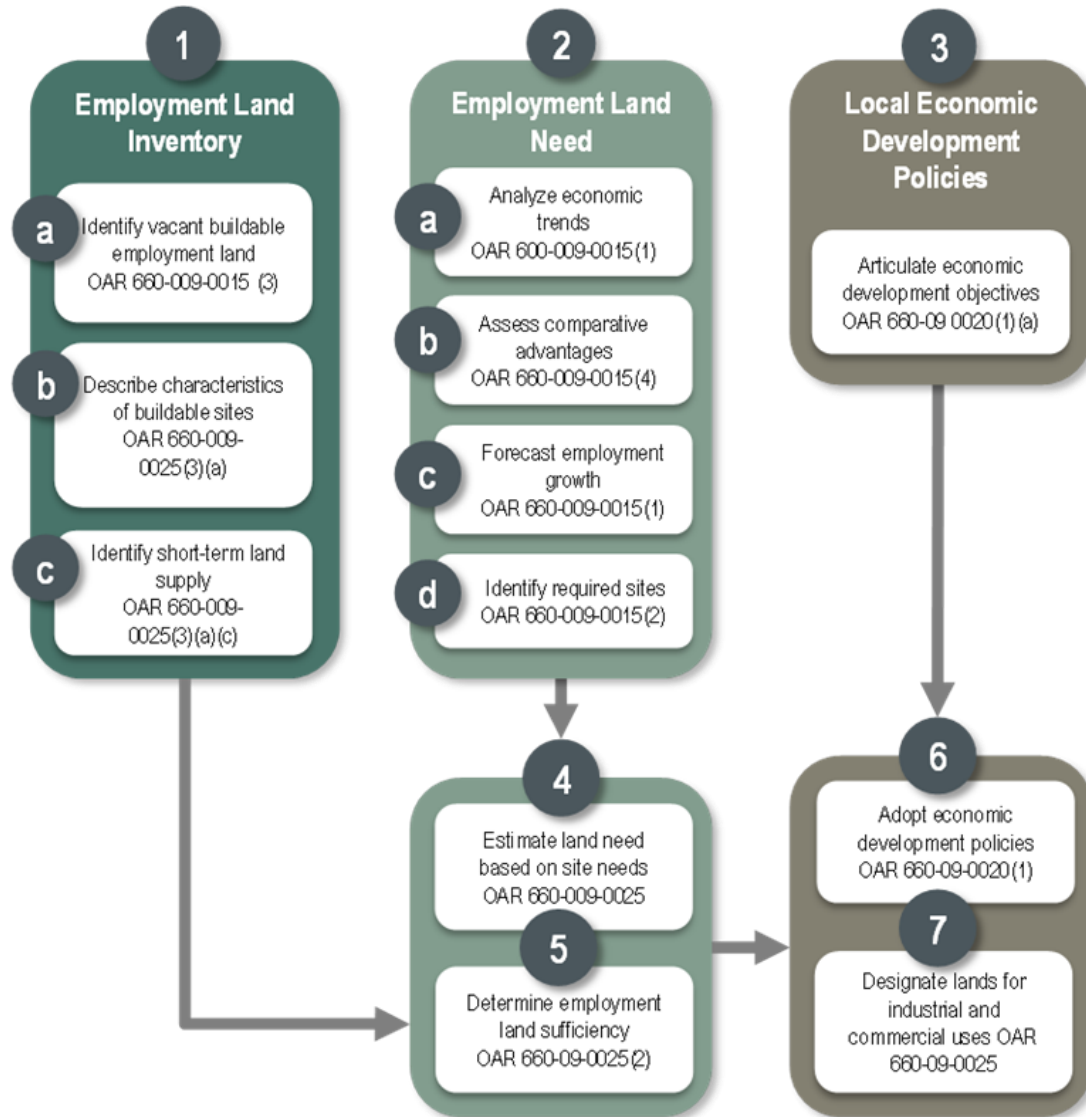 1
Employment Land
Inventory
a
Identify vacant buildable
employment land
OAR 660-009-0015 (3)
b
Describe characteristics
of buildable sites
OAR 660-009-
0025(3)(a)
c
Identify short-term land
supply
OAR 660-009-
0025(3)(a)(c)
2
Employment Land
Need
a
Analyze economic
trends
OAR 600-009-0015(1)
b
Assess comparative
advantages
OAR 660-009-0015(4)
c
Forecast employment
growth
OAR 660-009-0015(1)
d
Identify required sites
OAR 660-009-0015(2)
3
Local Economic
Development
Policies
Articulate economic
development objectives
OAR 660-09 0020(1)(a)
4
Estimate land need
based on site needs
OAR 660-009-0025
5
Determine employment
land sufficiency
OAR 660-09-0025(2)
6
Adopt economic
development policies
OAR 660-09-0020(1)
7
Designate lands for
industrial and
commercial uses OAR
660-09-0025